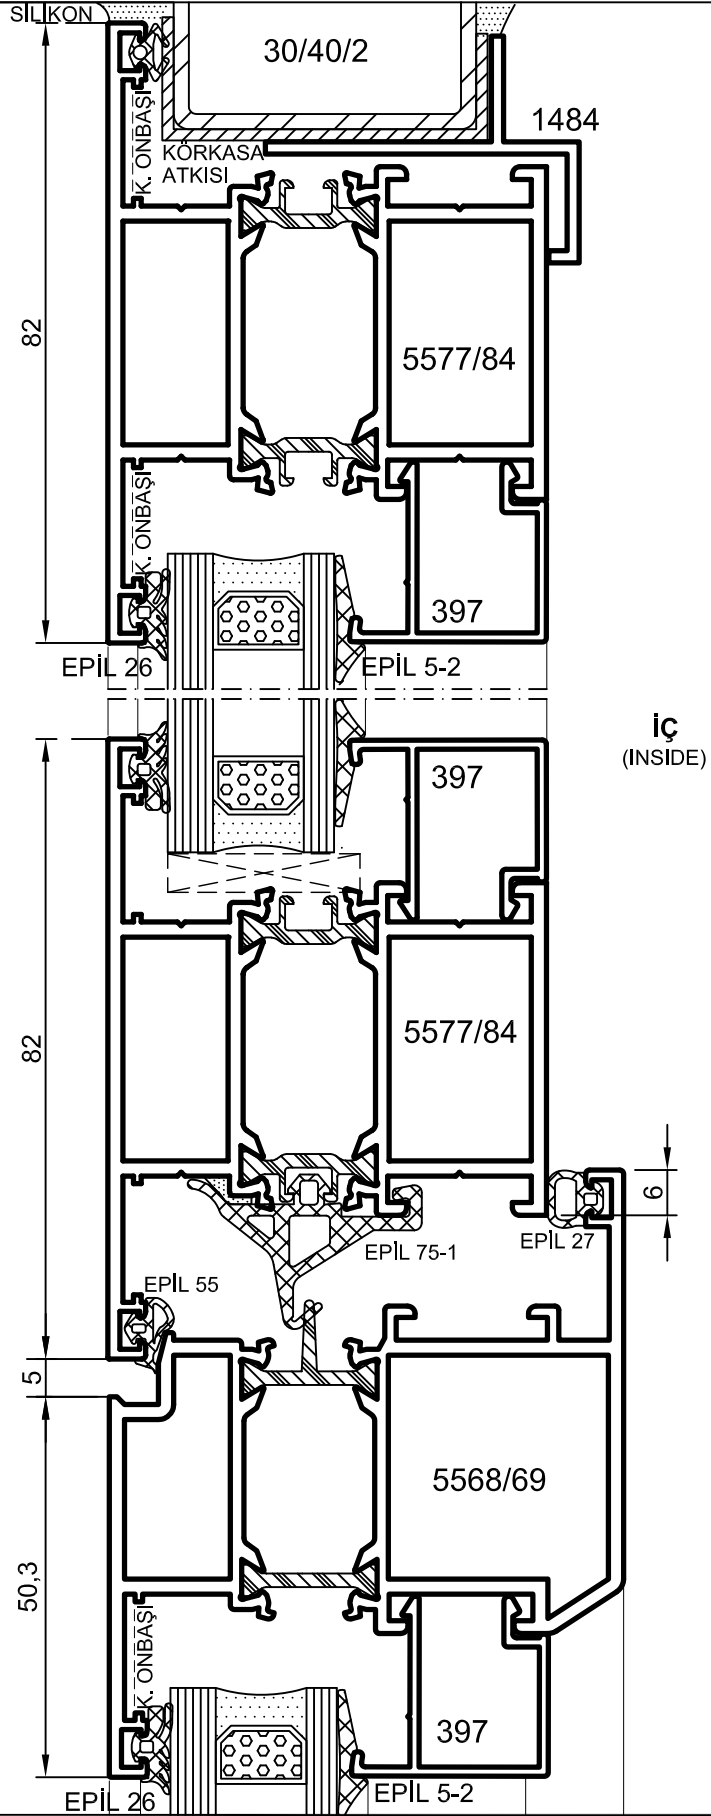 SİLİKON
30/40/2
1484
K. ONBAŞI
KÖRKASA
ATKISI
82
5577/84
K. ONBAŞI
397
EPİL 26
EPİL 5-2
İÇ
(INSIDE)
397
82
5577/84
6
EPİL 75-1
EPİL 27
EPİL 55
5
5568/69
50,3
K. ONBAŞI
397
EPİL 26
EPİL 5-2